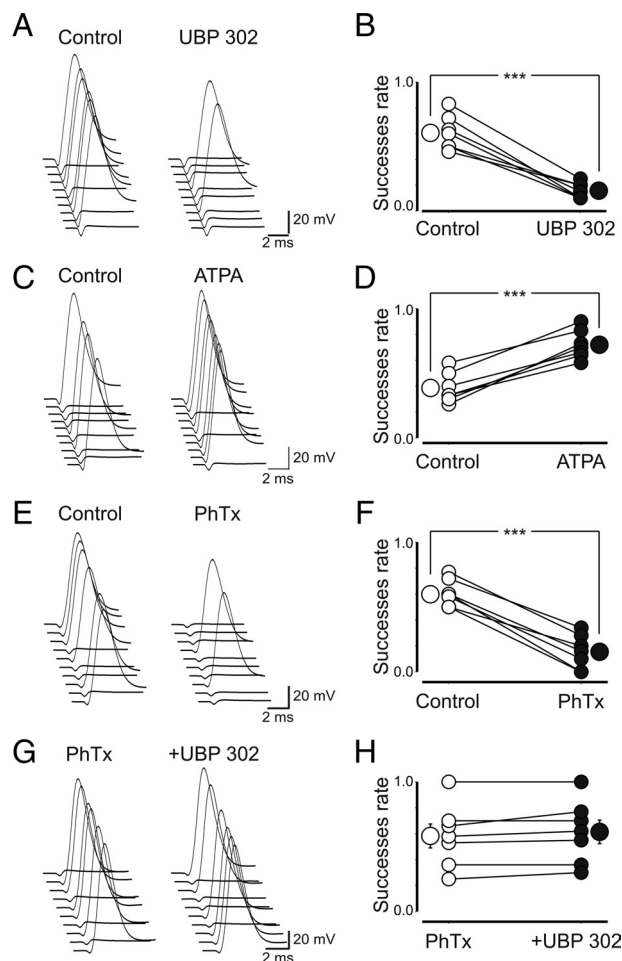 A
Control UBP 302
20 mV
2 ms
B
Successes rate
1.0
***
0.0
Control UBP 302
C
Control ATPA
20 mV
2 ms
D
Successes rate
1.0
***
0.0
Control ATPA
E
Control PhTx
20 mV
2 ms
F
Successes rate
1.0
***
0.0
Control PhTx
G
PhTx +UBP 302
20 mV
2 ms
H
Successes rate
1.0
0.0
PhTx +UBP 302